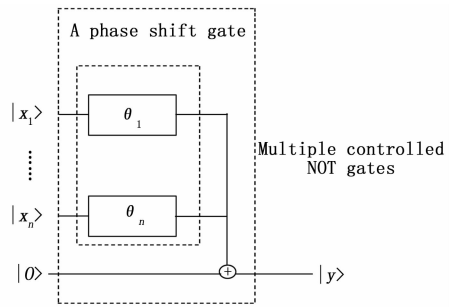 A phase shift gate
|x₁⟩
θ₁
Multiple controlled
NOT gates
|xₙ⟩
θₙ
|0⟩
|y⟩